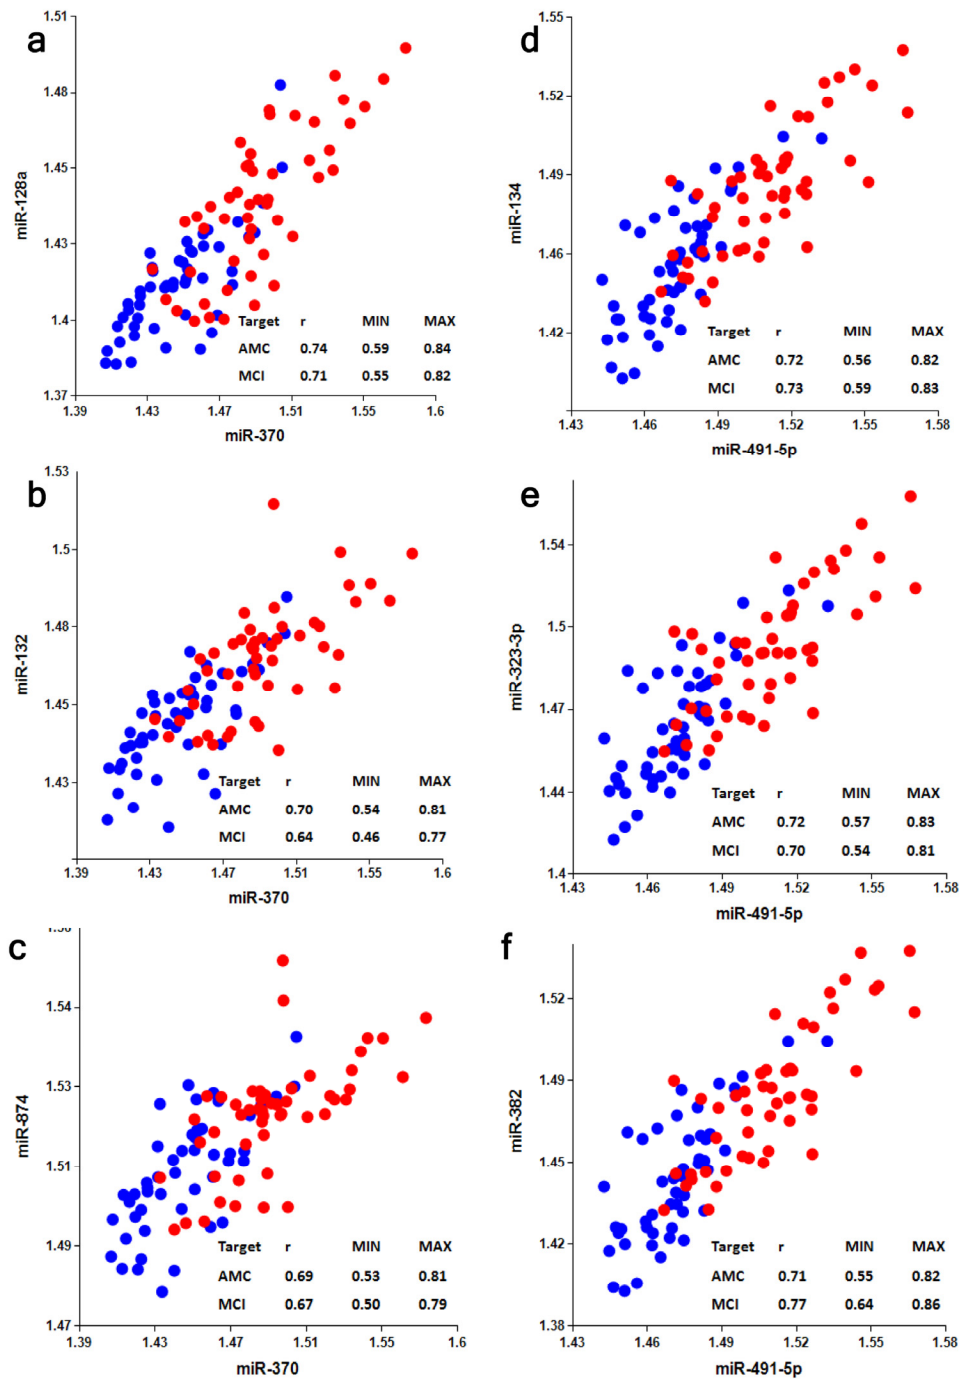 a
1.51
1.48
1.45
1.43
1.4
1.37
miR-128a
Target r MIN MAX
AMC 0.74 0.59 0.84
MCI 0.71 0.55 0.82
1.39 1.43 1.47 1.51 1.55 1.6
miR-370
b
1.53
1.5
1.48
1.45
1.43
miR-132
Target r MIN MAX
AMC 0.70 0.54 0.81
MCI 0.64 0.46 0.77
1.39 1.43 1.47 1.51 1.55 1.6
miR-370
c
1.54
1.53
1.51
1.49
1.47
miR-874
Target r MIN MAX
AMC 0.69 0.53 0.81
MCI 0.67 0.50 0.79
1.39 1.43 1.47 1.51 1.55 1.6
miR-370
d
1.55
1.52
1.49
1.46
1.42
miR-134
Target r MIN MAX
AMC 0.72 0.56 0.82
MCI 0.73 0.59 0.83
1.43 1.46 1.49 1.52 1.55 1.58
miR-491-5p
e
1.54
1.5
1.47
1.44
1.4
miR-323-3p
Target r MIN MAX
AMC 0.72 0.57 0.83
MCI 0.70 0.54 0.81
1.43 1.46 1.49 1.52 1.55 1.58
miR-491-5p
f
1.52
1.49
1.45
1.42
1.38
miR-382
Target r MIN MAX
AMC 0.71 0.55 0.82
MCI 0.77 0.64 0.86
1.43 1.46 1.49 1.52 1.55 1.58
miR-491-5p